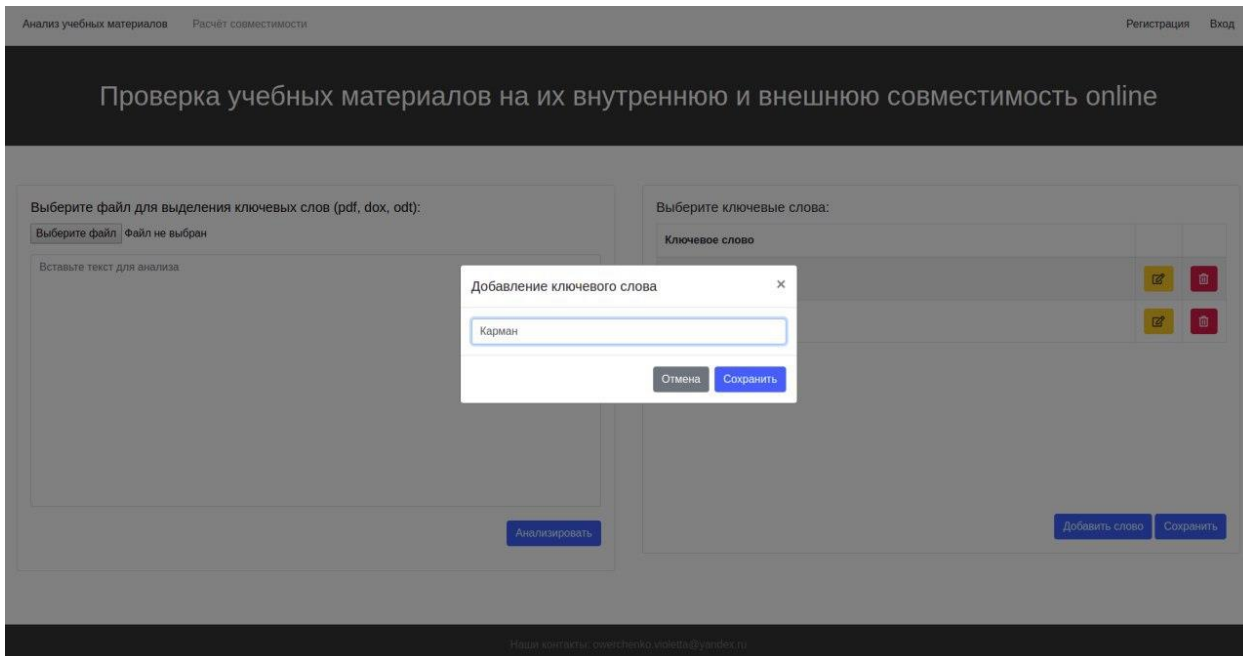 Анализ учебных материалов Расчёт совместимости Регистрация Вход
Проверка учебных материалов на их внутреннюю и внешнюю совместимость online
Выберите файл для выделения ключевых слов (pdf, dox, odt):
Выберите файл Файл не выбран
Вставьте текст для анализа
Анализировать
Выберите ключевые слова:
Ключевое слово
Добавление ключевого слова ×
Карман
Отмена Сохранить
Добавить слово Сохранить
Наши контакты: owerchenko.violetta@yandex.ru